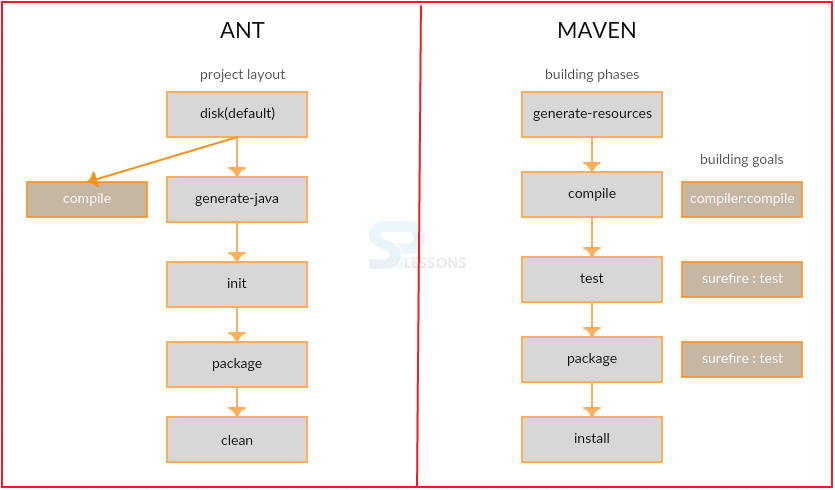 ANT
project layout
disk(default)
compile
generate-java
init
package
clean
MAVEN
building phases
generate-resources
building goals
compile
compiler:compile
test
surefire : test
package
surefire : test
install
SPLESSONS